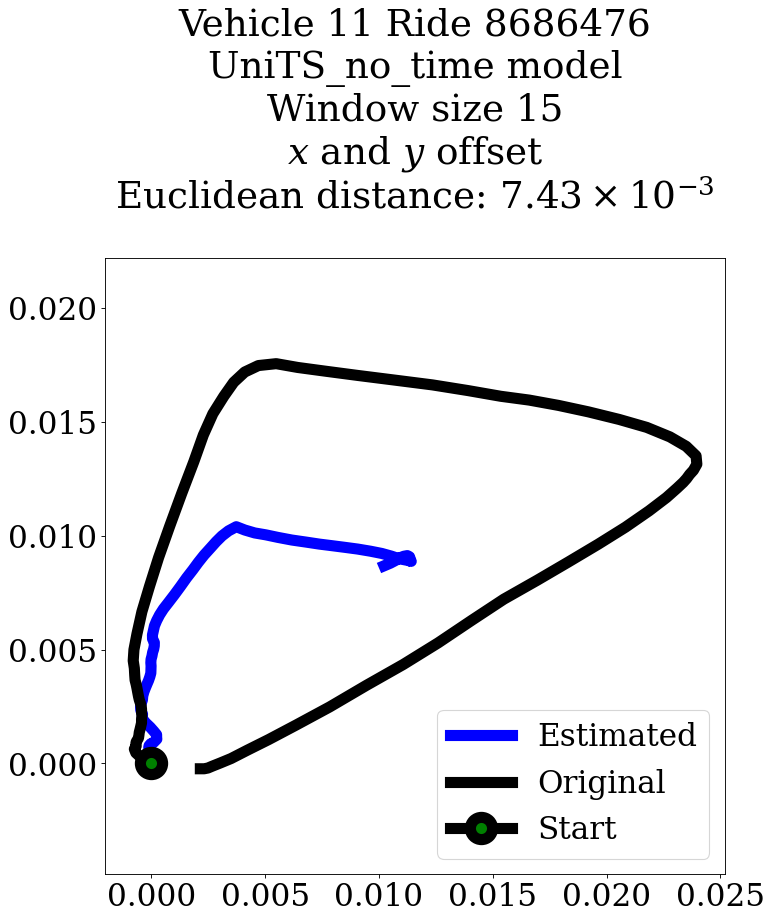 Vehicle 11 Ride 8686476
UniTS_no_time model
Window size 15
x and y offset
Euclidean distance: 7.43 × 10⁻³
0.020
0.015
0.010
0.005
0.000
Estimated
Original
Start
0.000 0.005 0.010 0.015 0.020 0.025